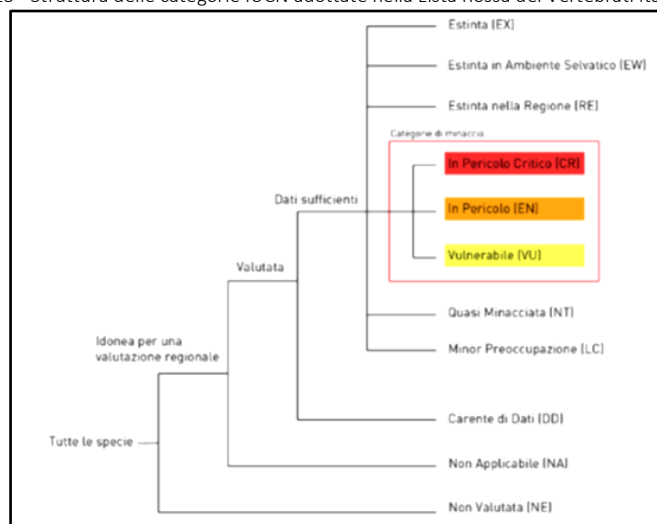 Estinta (EX)
Estinta in Ambiente Selvatico (EW)
Estinta nella Regione (RE)
Categorie di minaccia
In Pericolo Critico (CR)
Dati sufficienti
In Pericolo (EN)
Vulnerabile (VU)
Valutata
Quasi Minacciata (NT)
Idonea per una
valutazione regionale
Minor Preoccupazione (LC)
Carente di Dati (DD)
Tutte le specie
Non Applicabile (NA)
Non Valutata (NE)